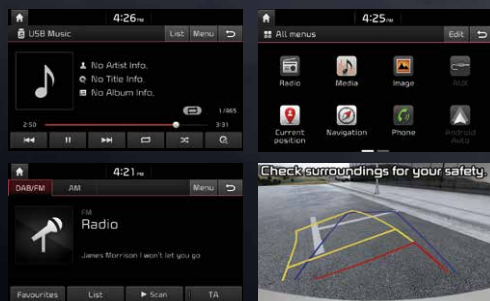 4:26 PM
USB Music
List
Menu
No Artist Info.
No Title Info.
No Album Info.
1/465
2:50
3:31
4:25 PM
All menus
Edit
Radio
Media
Image
AUX
Current position
Navigation
Phone
Android Auto
4:21 PM
DAB/FM
AM
Menu
FM
Radio
James Morrison I won't let you go
Favourites
List
Scan
TA
Check surroundings for your safety.